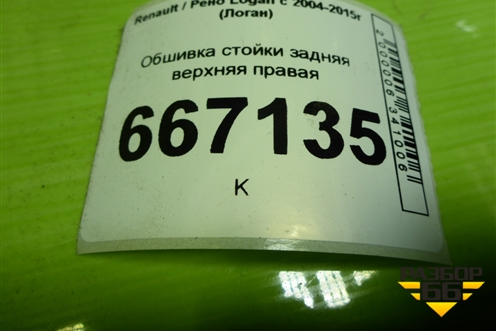 Renault / Рено Logan с 2004-2015г
(Логан)
Обшивка стойки задняя
верхняя правая
667135
К
2000006341006
РАЗБОР
66